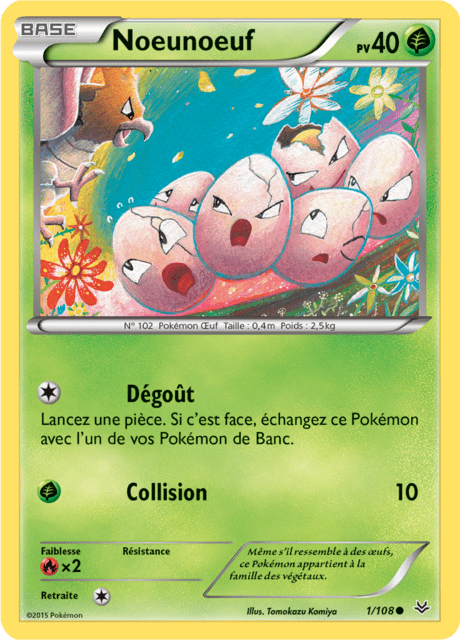 BASE Noeunoeuf PV 40
N° 102 Pokémon Œuf Taille : 0,4m Poids : 2,5kg
Dégoût
Lancez une pièce. Si c'est face, échangez ce Pokémon
avec l'un de vos Pokémon de Banc.
Collision 10
Faiblesse Résistance
×2
Retraite
Même s'il ressemble à des œufs,
ce Pokémon appartient à la
famille des végétaux.
©2015 Pokémon Illus. Tomokazu Komiya 1/108